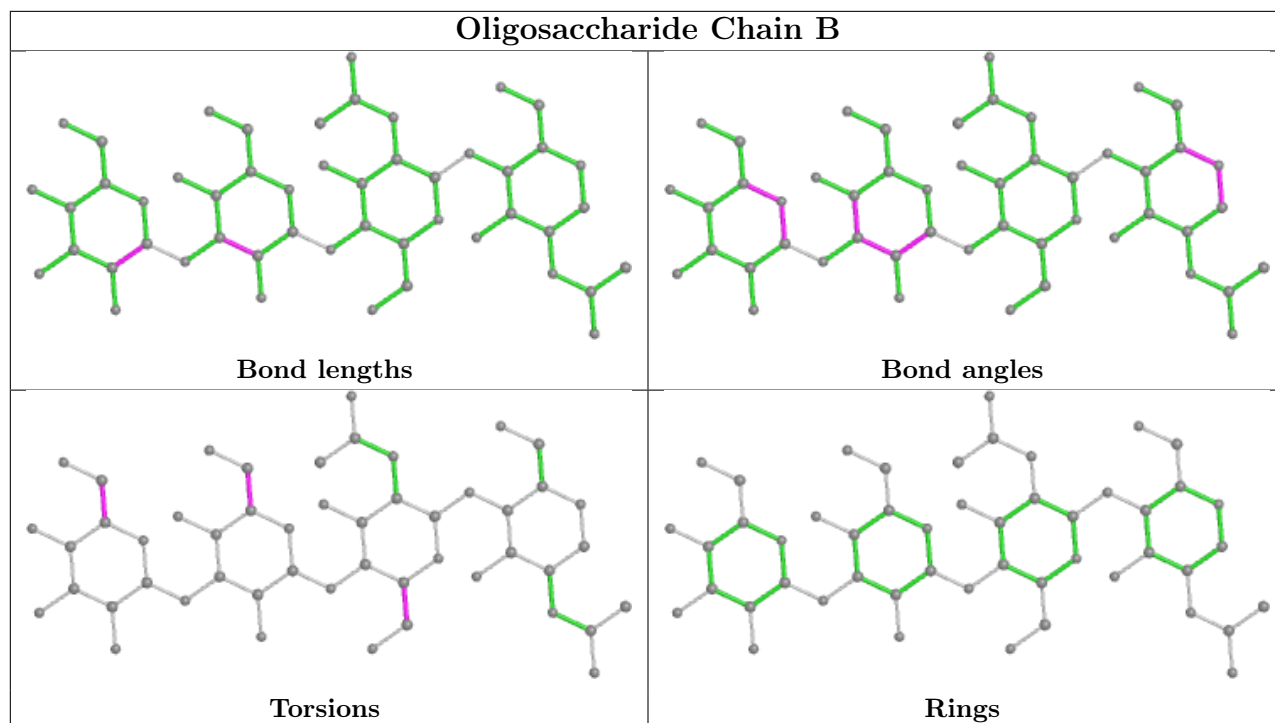 Oligosaccharide Chain B
Bond lengths
Bond angles
Torsions
Rings